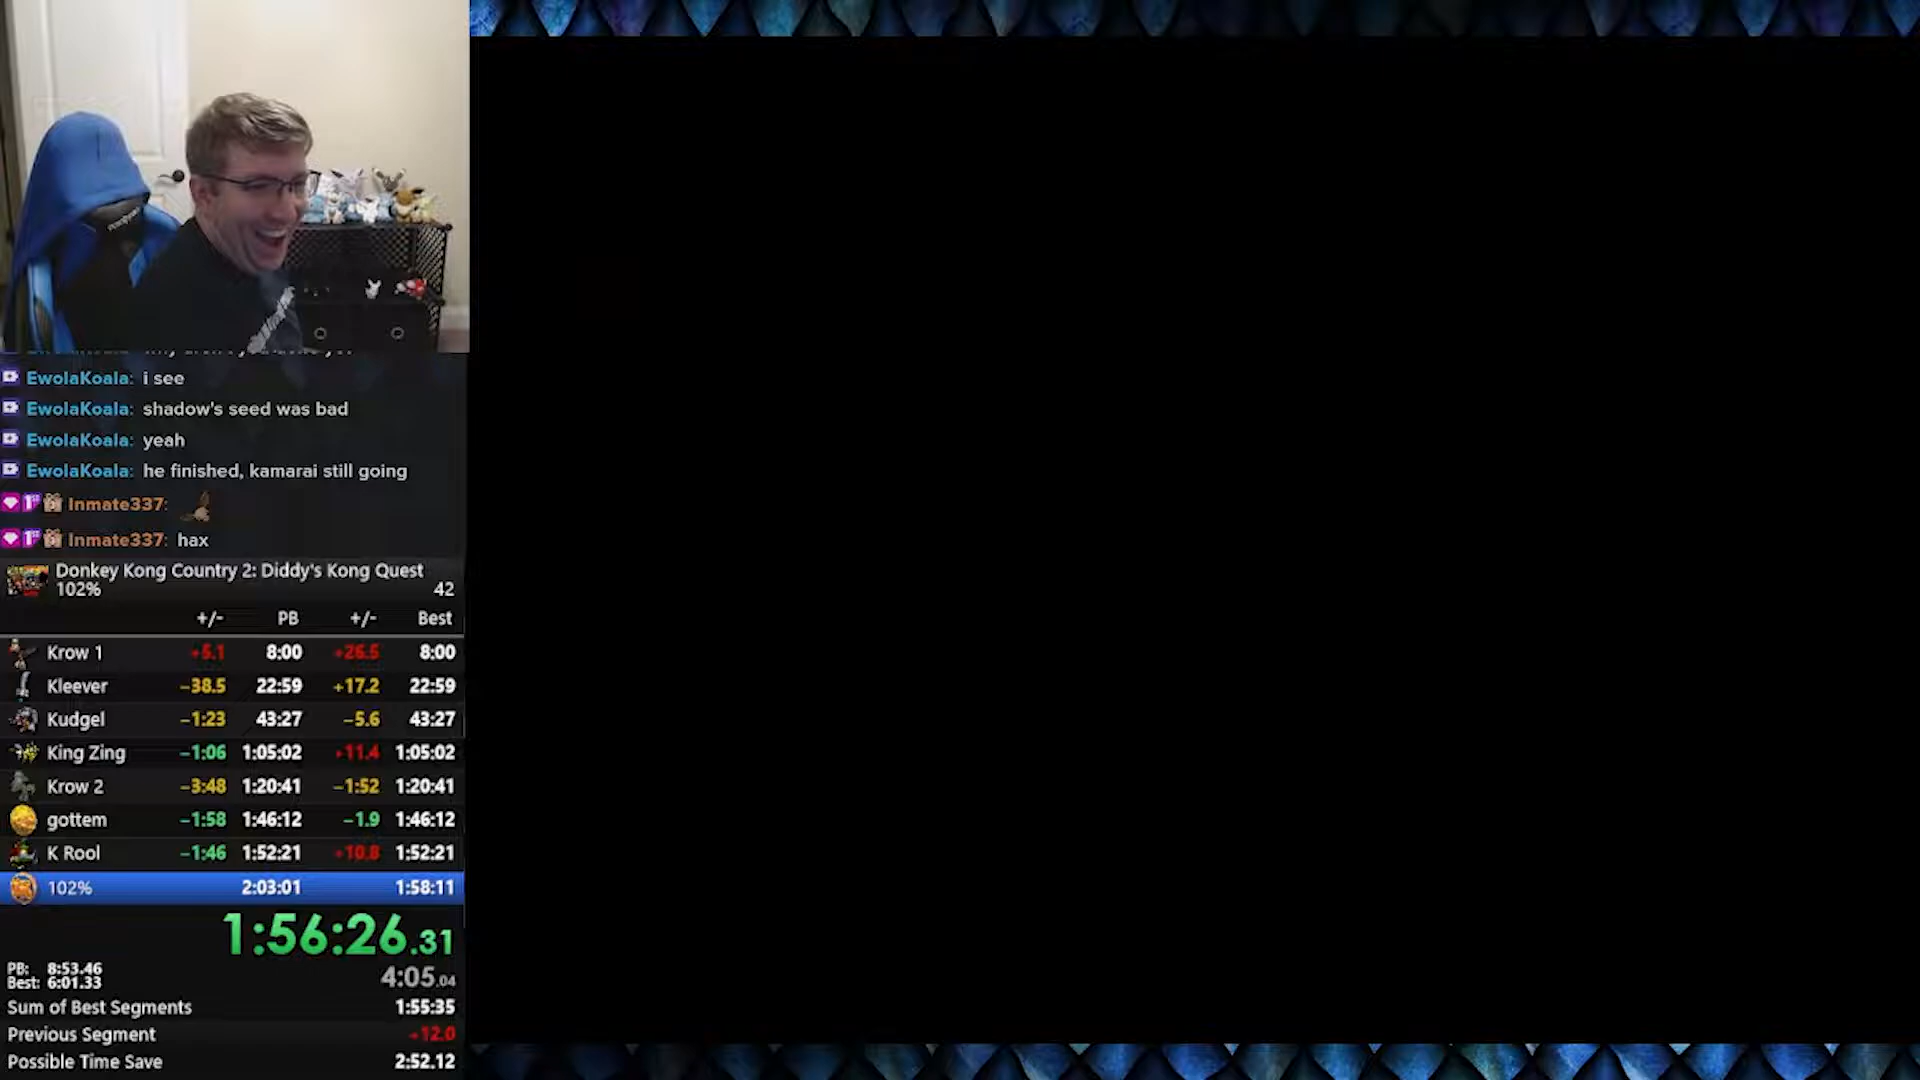 EwolaKoala: i see
EwolaKoala: shadow's seed was bad
EwolaKoala: yeah
EwolaKoala: he finished, kamarai still going
Inmate337:
Inmate337: hax
Donkey Kong Country 2: Diddy's Kong Quest
102% 42
+/- PB +/- Best
Krow 1 +5.1 8:00 +26.5 8:00
Kleever −38.5 22:59 +17.2 22:59
Kudgel −1:23 43:27 −5.6 43:27
King Zing −1:06 1:05:02 +11.4 1:05:02
Krow 2 −3:48 1:20:41 −1:52 1:20:41
gottem −1:58 1:46:12 −1.9 1:46:12
K Rool −1:46 1:52:21 +10.8 1:52:21
102% 2:03:01 1:58:11
1:56:26.31
PB: 8:53.46
Best: 6:01.33
4:05.04
Sum of Best Segments 1:55:35
Previous Segment +12.0
Possible Time Save 2:52.12